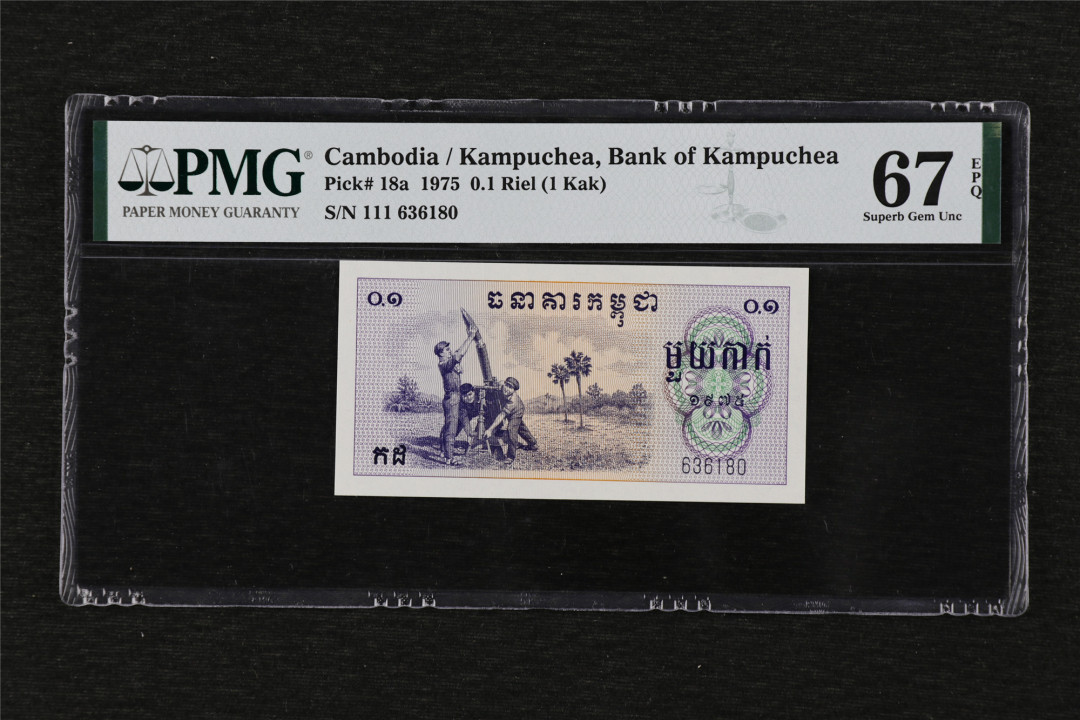 PMG®
PAPER MONEY GUARANTY
Cambodia / Kampuchea, Bank of Kampuchea
Pick# 18a 1975 0.1 Riel (1 Kak)
S/N 111 636180
67
EPQ
Superb Gem Unc
០.១
ធនាគារកម្ពុជា
០.១
មួយកាក់
១៩៧៥
កដ
636180